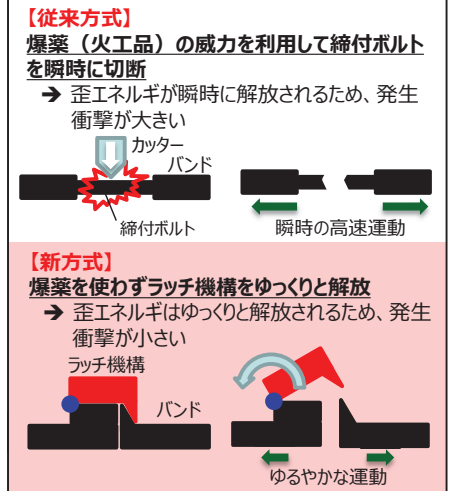 【従来方式】
爆薬（火工品）の威力を利用して締付ボルト
を瞬時に切断
➔ 歪エネルギが瞬時に解放されるため、発生
衝撃が大きい
カッター
バンド
締付ボルト
瞬時の高速運動
【新方式】
爆薬を使わずラッチ機構をゆっくりと解放
➔ 歪エネルギはゆっくりと解放されるため、発生
衝撃が小さい
ラッチ機構
バンド
ゆるやかな運動